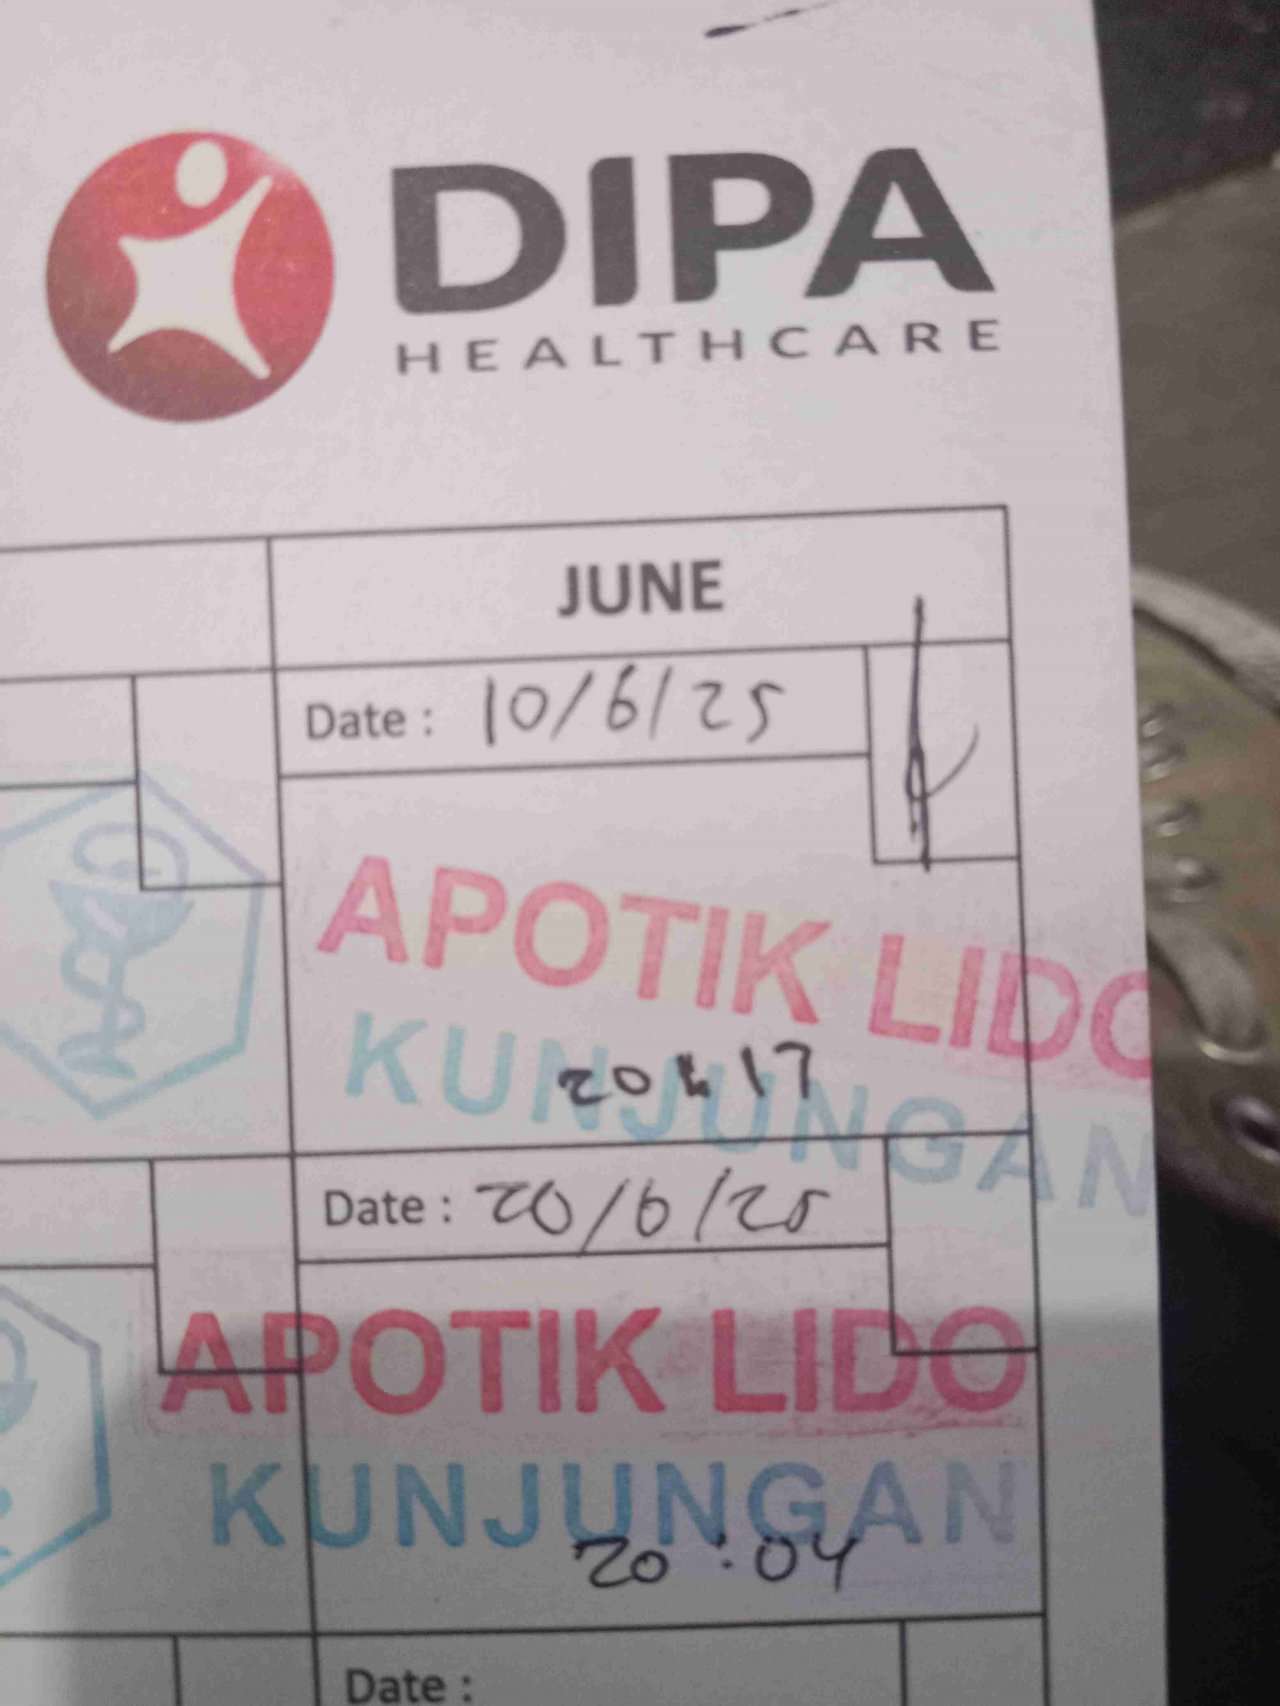 DIPA
HEALTHCARE
JUNE
Date : 10/6/25
APOTIK LIDO
KUNJUNGAN
20 17
Date : 20/6/25
APOTIK LIDO
KUNJUNGAN
20:04
Date :